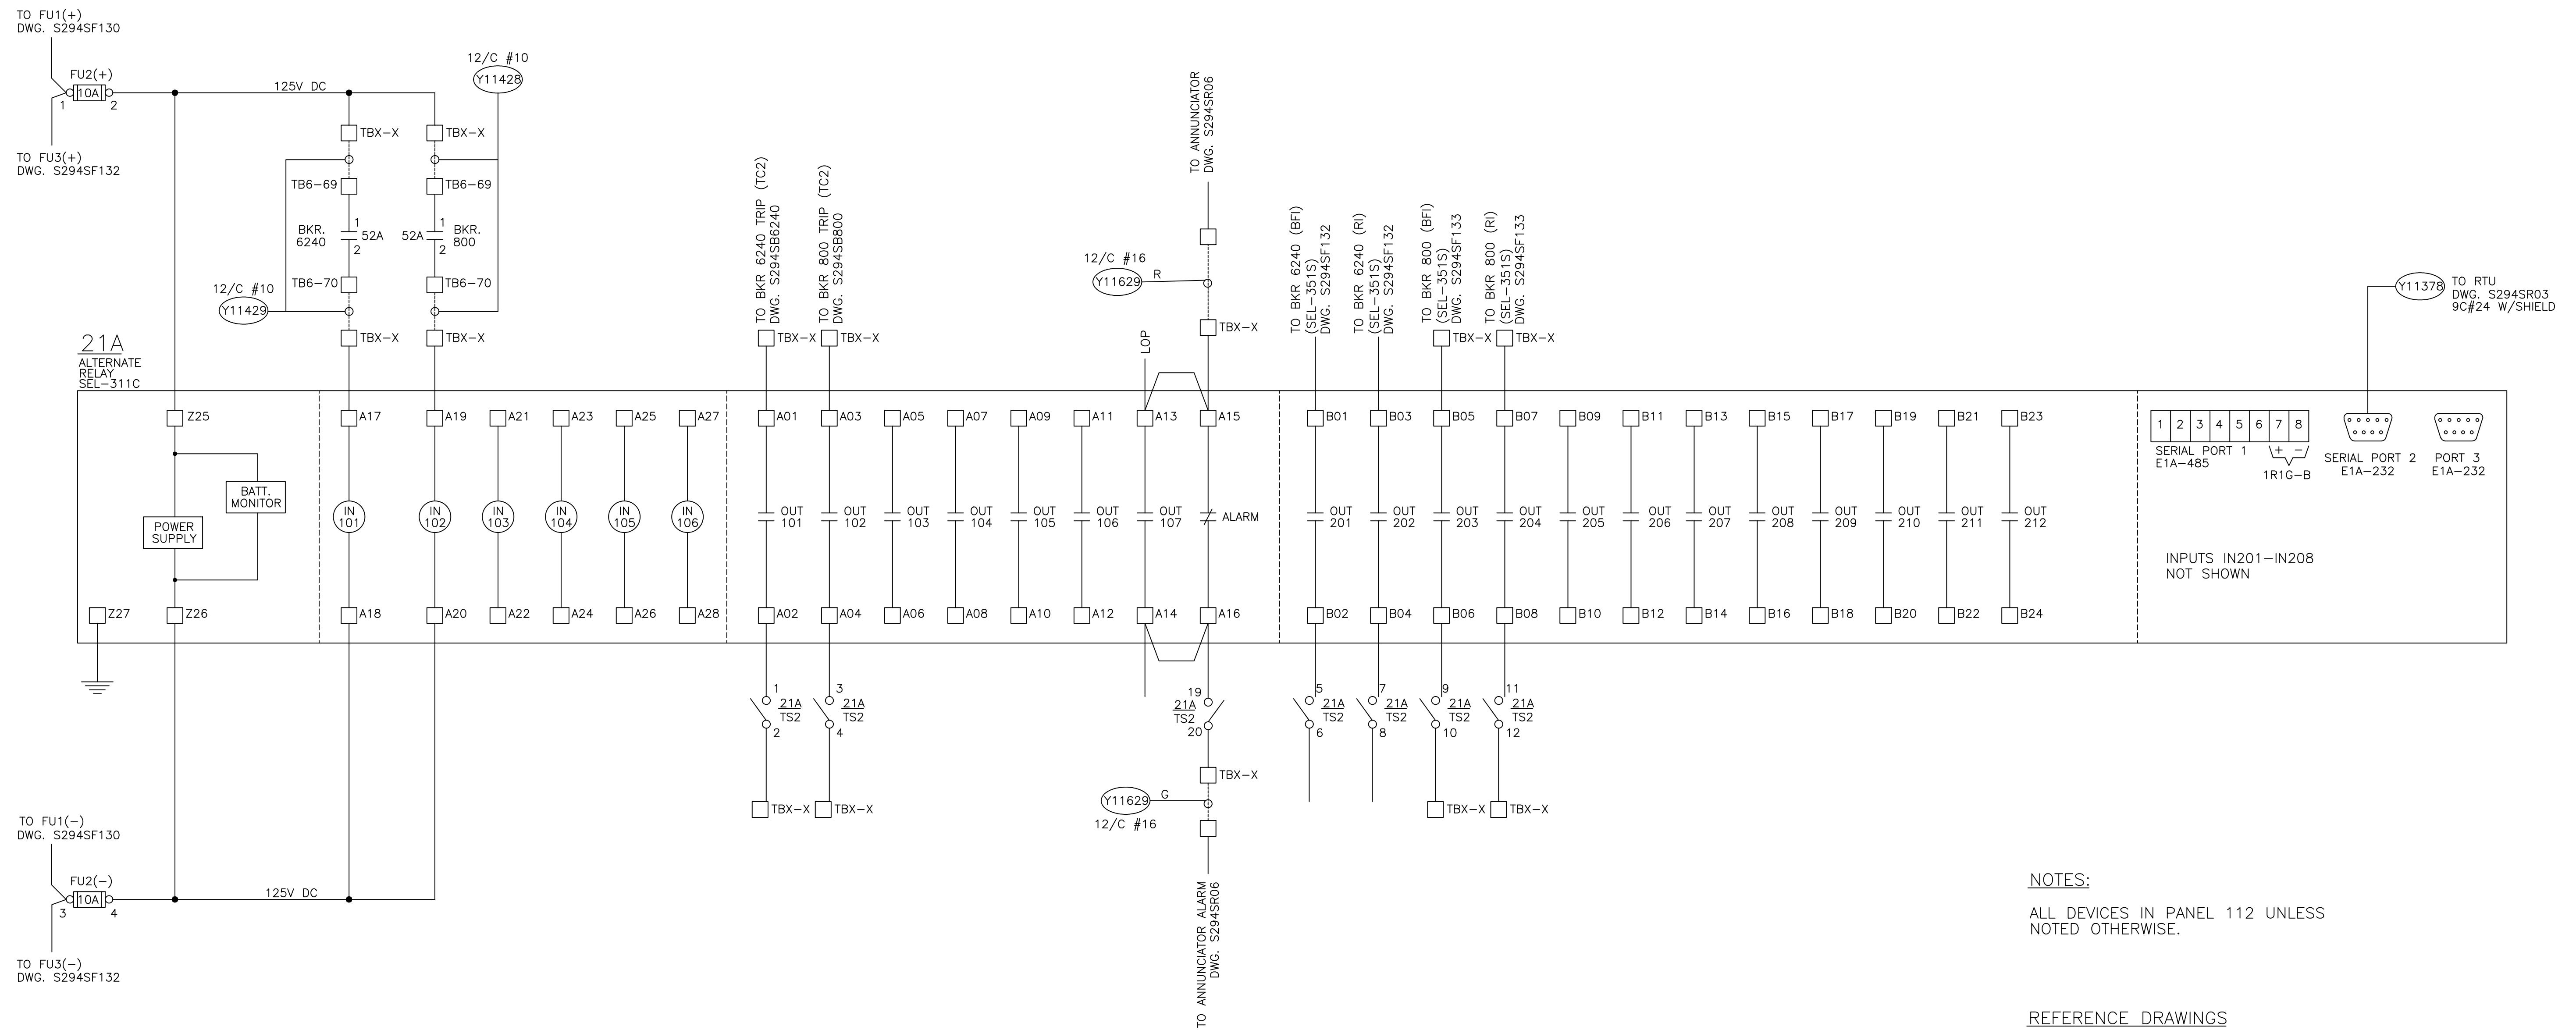 TO FU1(+)
DWG. S294SF130
FU2(+)
10A
1
2
TO FU3(+)
DWG. S294SF132
125V DC
12/C #10
Y11428
TBX-X
TBX-X
TB6-69
TB6-69
BKR.
6240
1
52A
2
52A
1
2
BKR.
800
TB6-70
TB6-70
12/C #10
Y11429
TBX-X
TBX-X
TO BKR 6240 TRIP (TC2)
DWG. S294SB6240
TO BKR 800 TRIP (TC2)
DWG. S294SB800
TBX-X
TBX-X
TO ANNUNCIATOR
DWG. S294SR06
12/C #16
Y11629
R
TBX-X
LOP
TO BKR 6240 (BFI)
(SEL-351S)
DWG. S294SF132
TO BKR 6240 (RI)
(SEL-351S)
DWG. S294SF132
TO BKR 800 (BFI)
(SEL-351S)
DWG. S294SF133
TO BKR 800 (RI)
(SEL-351S)
DWG. S294SF133
TBX-X
TBX-X
Y11378
TO RTU
DWG. S294SR03
9C#24 W/SHIELD
21A
ALTERNATE
RELAY
SEL-311C
Z25
A17
A19
A21
A23
A25
A27
A01
A03
A05
A07
A09
A11
A13
A15
B01
B03
B05
B07
B09
B11
B13
B15
B17
B19
B21
B23
1 2 3 4 5 6 7 8
SERIAL PORT 1
E1A-485
+ -
1R1G-B
SERIAL PORT 2
E1A-232
PORT 3
E1A-232
BATT.
MONITOR
POWER
SUPPLY
IN
101
IN
102
IN
103
IN
104
IN
105
IN
106
OUT
101
OUT
102
OUT
103
OUT
104
OUT
105
OUT
106
OUT
107
ALARM
OUT
201
OUT
202
OUT
203
OUT
204
OUT
205
OUT
206
OUT
207
OUT
208
OUT
209
OUT
210
OUT
211
OUT
212
INPUTS IN201-IN208
NOT SHOWN
Z27
Z26
A18
A20
A22
A24
A26
A28
A02
A04
A06
A08
A10
A12
A14
A16
B02
B04
B06
B08
B10
B12
B14
B16
B18
B20
B22
B24
1
21A
TS2
2
3
21A
TS2
4
19
21A
TS2
20
5
21A
TS2
6
7
21A
TS2
8
9
21A
TS2
10
11
21A
TS2
12
TBX-X
TBX-X
TBX-X
Y11629
G
12/C #16
TBX-X
TBX-X
TO ANNUNCIATOR ALARM
DWG. S294SR06
TO FU1(-)
DWG. S294SF130
FU2(-)
10A
3
4
125V DC
TO FU3(-)
DWG. S294SF132
NOTES:
ALL DEVICES IN PANEL 112 UNLESS
NOTED OTHERWISE.
REFERENCE DRAWINGS